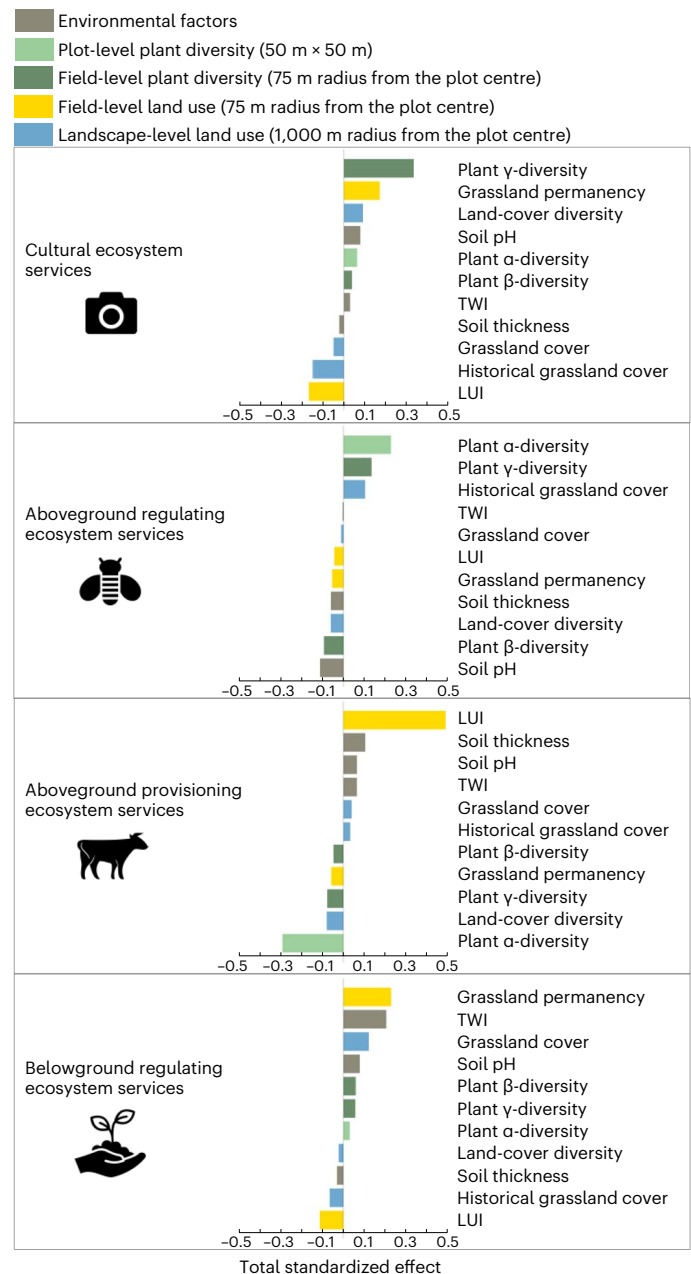 Environmental factors
Plot-level plant diversity (50 m × 50 m)
Field-level plant diversity (75 m radius from the plot centre)
Field-level land use (75 m radius from the plot centre)
Landscape-level land use (1,000 m radius from the plot centre)
Cultural ecosystem
services
Plant γ-diversity
Grassland permanency
Land-cover diversity
Soil pH
Plant α-diversity
Plant β-diversity
TWI
Soil thickness
Grassland cover
Historical grassland cover
LUI
–0.5 –0.3 –0.1 0.1 0.3 0.5
Aboveground regulating
ecosystem services
Plant α-diversity
Plant γ-diversity
Historical grassland cover
TWI
Grassland cover
LUI
Grassland permanency
Soil thickness
Land-cover diversity
Plant β-diversity
Soil pH
–0.5 –0.3 –0.1 0.1 0.3 0.5
Aboveground provisioning
ecosystem services
LUI
Soil thickness
Soil pH
TWI
Grassland cover
Historical grassland cover
Plant β-diversity
Grassland permanency
Plant γ-diversity
Land-cover diversity
Plant α-diversity
–0.5 –0.3 –0.1 0.1 0.3 0.5
Belowground regulating
ecosystem services
Grassland permanency
TWI
Grassland cover
Soil pH
Plant β-diversity
Plant γ-diversity
Plant α-diversity
Land-cover diversity
Soil thickness
Historical grassland cover
LUI
–0.5 –0.3 –0.1 0.1 0.3 0.5
Total standardized effect